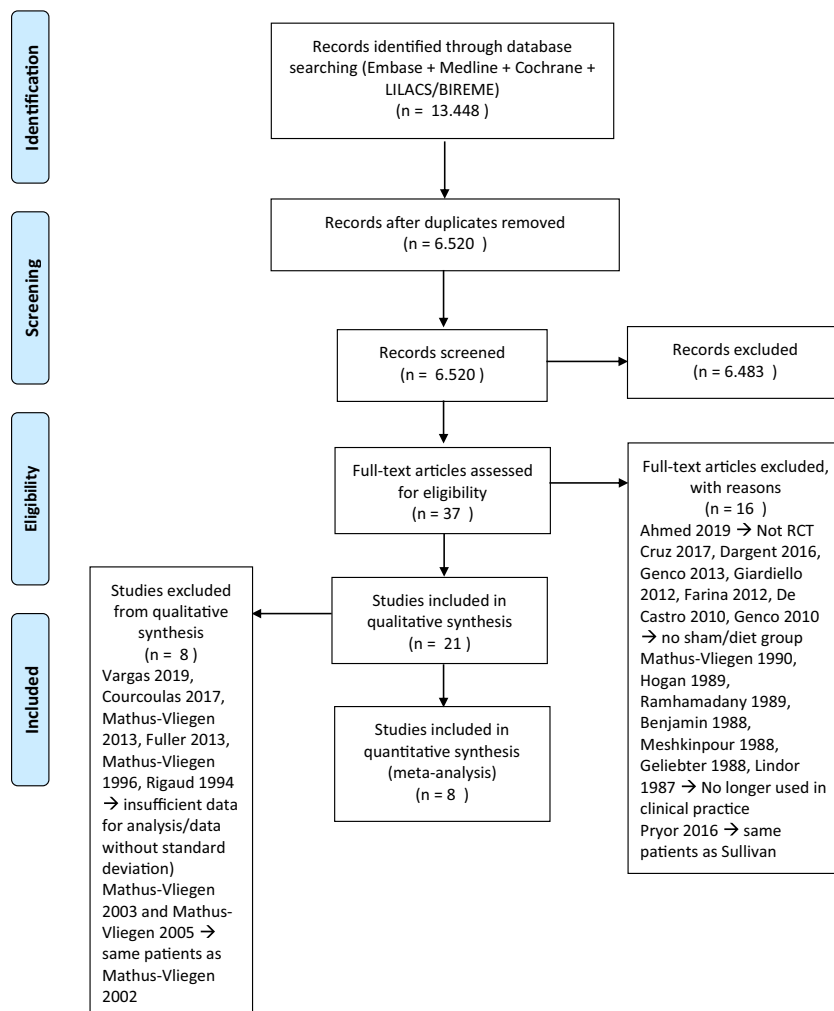 Identification
Records identified through database
searching (Embase + Medline + Cochrane +
LILACS/BIREME)
(n = 13.448 )
Screening
Records after duplicates removed
(n = 6.520 )
Records screened
(n = 6.520 )
Records excluded
(n = 6.483 )
Eligibility
Full-text articles assessed
for eligibility
(n = 37 )
Full-text articles excluded,
with reasons
(n = 16 )
Ahmed 2019 → Not RCT
Cruz 2017, Dargent 2016,
Genco 2013, Giardiello
2012, Farina 2012, De
Castro 2010, Genco 2010
→ no sham/diet group
Mathus-Vliegen 1990,
Hogan 1989,
Ramhamadany 1989,
Benjamin 1988,
Meshkinpour 1988,
Geliebter 1988, Lindor
1987 → No longer used in
clinical practice
Pryor 2016 → same
patients as Sullivan
Included
Studies included in
qualitative synthesis
(n = 21 )
Studies excluded
from qualitative
synthesis
(n = 8 )
Vargas 2019,
Courcoulas 2017,
Mathus-Vliegen
2013, Fuller 2013,
Mathus-Vliegen
1996, Rigaud 1994
→ insufficient data
for analysis/data
without standard
deviation)
Mathus-Vliegen
2003 and Mathus-
Vliegen 2005 →
same patients as
Mathus-Vliegen
2002
Studies included in
quantitative synthesis
(meta-analysis)
(n = 8 )